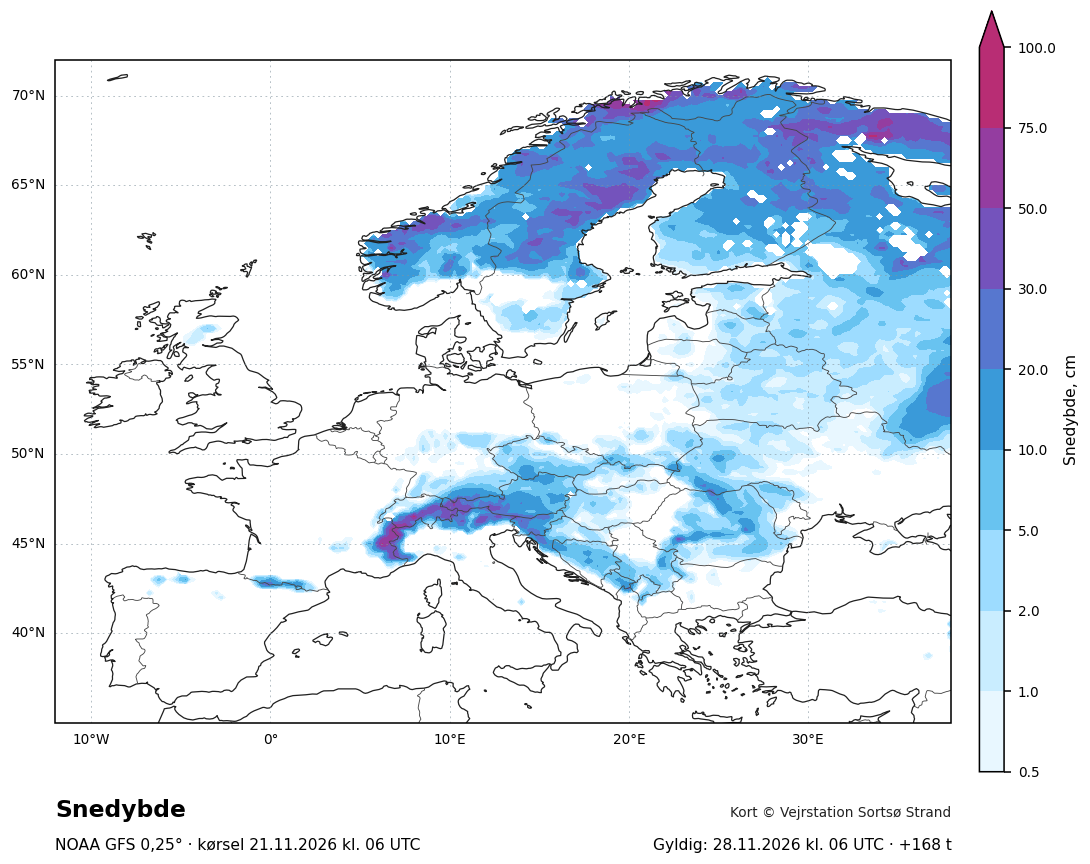 100.0
75.0
50.0
30.0
20.0
10.0
5.0
2.0
1.0
0.5
Snedybde, cm
70°N
65°N
60°N
55°N
50°N
45°N
40°N
10°W
0°
10°E
20°E
30°E
Snedybde
Kort © Vejrstation Sortsø Strand
NOAA GFS 0,25° · kørsel 21.11.2026 kl. 06 UTC
Gyldig: 28.11.2026 kl. 06 UTC · +168 t